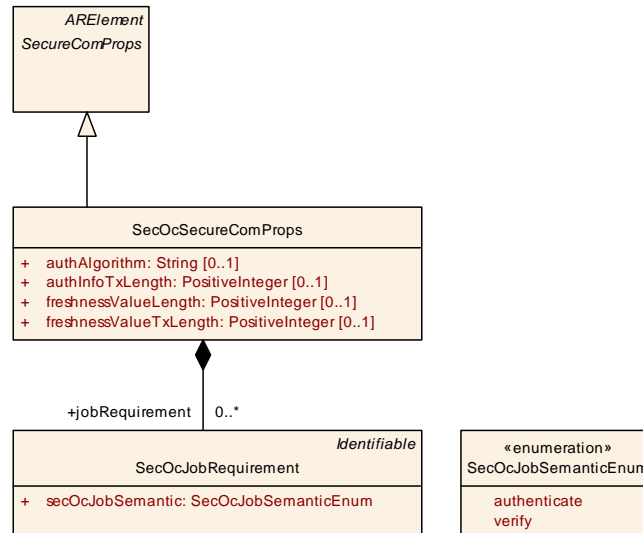 ARElement
SecureComProps
SecOcSecureComProps
+ authAlgorithm: String [0..1]
+ authInfoTxLength: PositiveInteger [0..1]
+ freshnessValueLength: PositiveInteger [0..1]
+ freshnessValueTxLength: PositiveInteger [0..1]
+jobRequirement 0..*
Identifiable
SecOcJobRequirement
+ secOcJobSemantic: SecOcJobSemanticEnum
«enumeration»
SecOcJobSemanticEnum
authenticate
verify